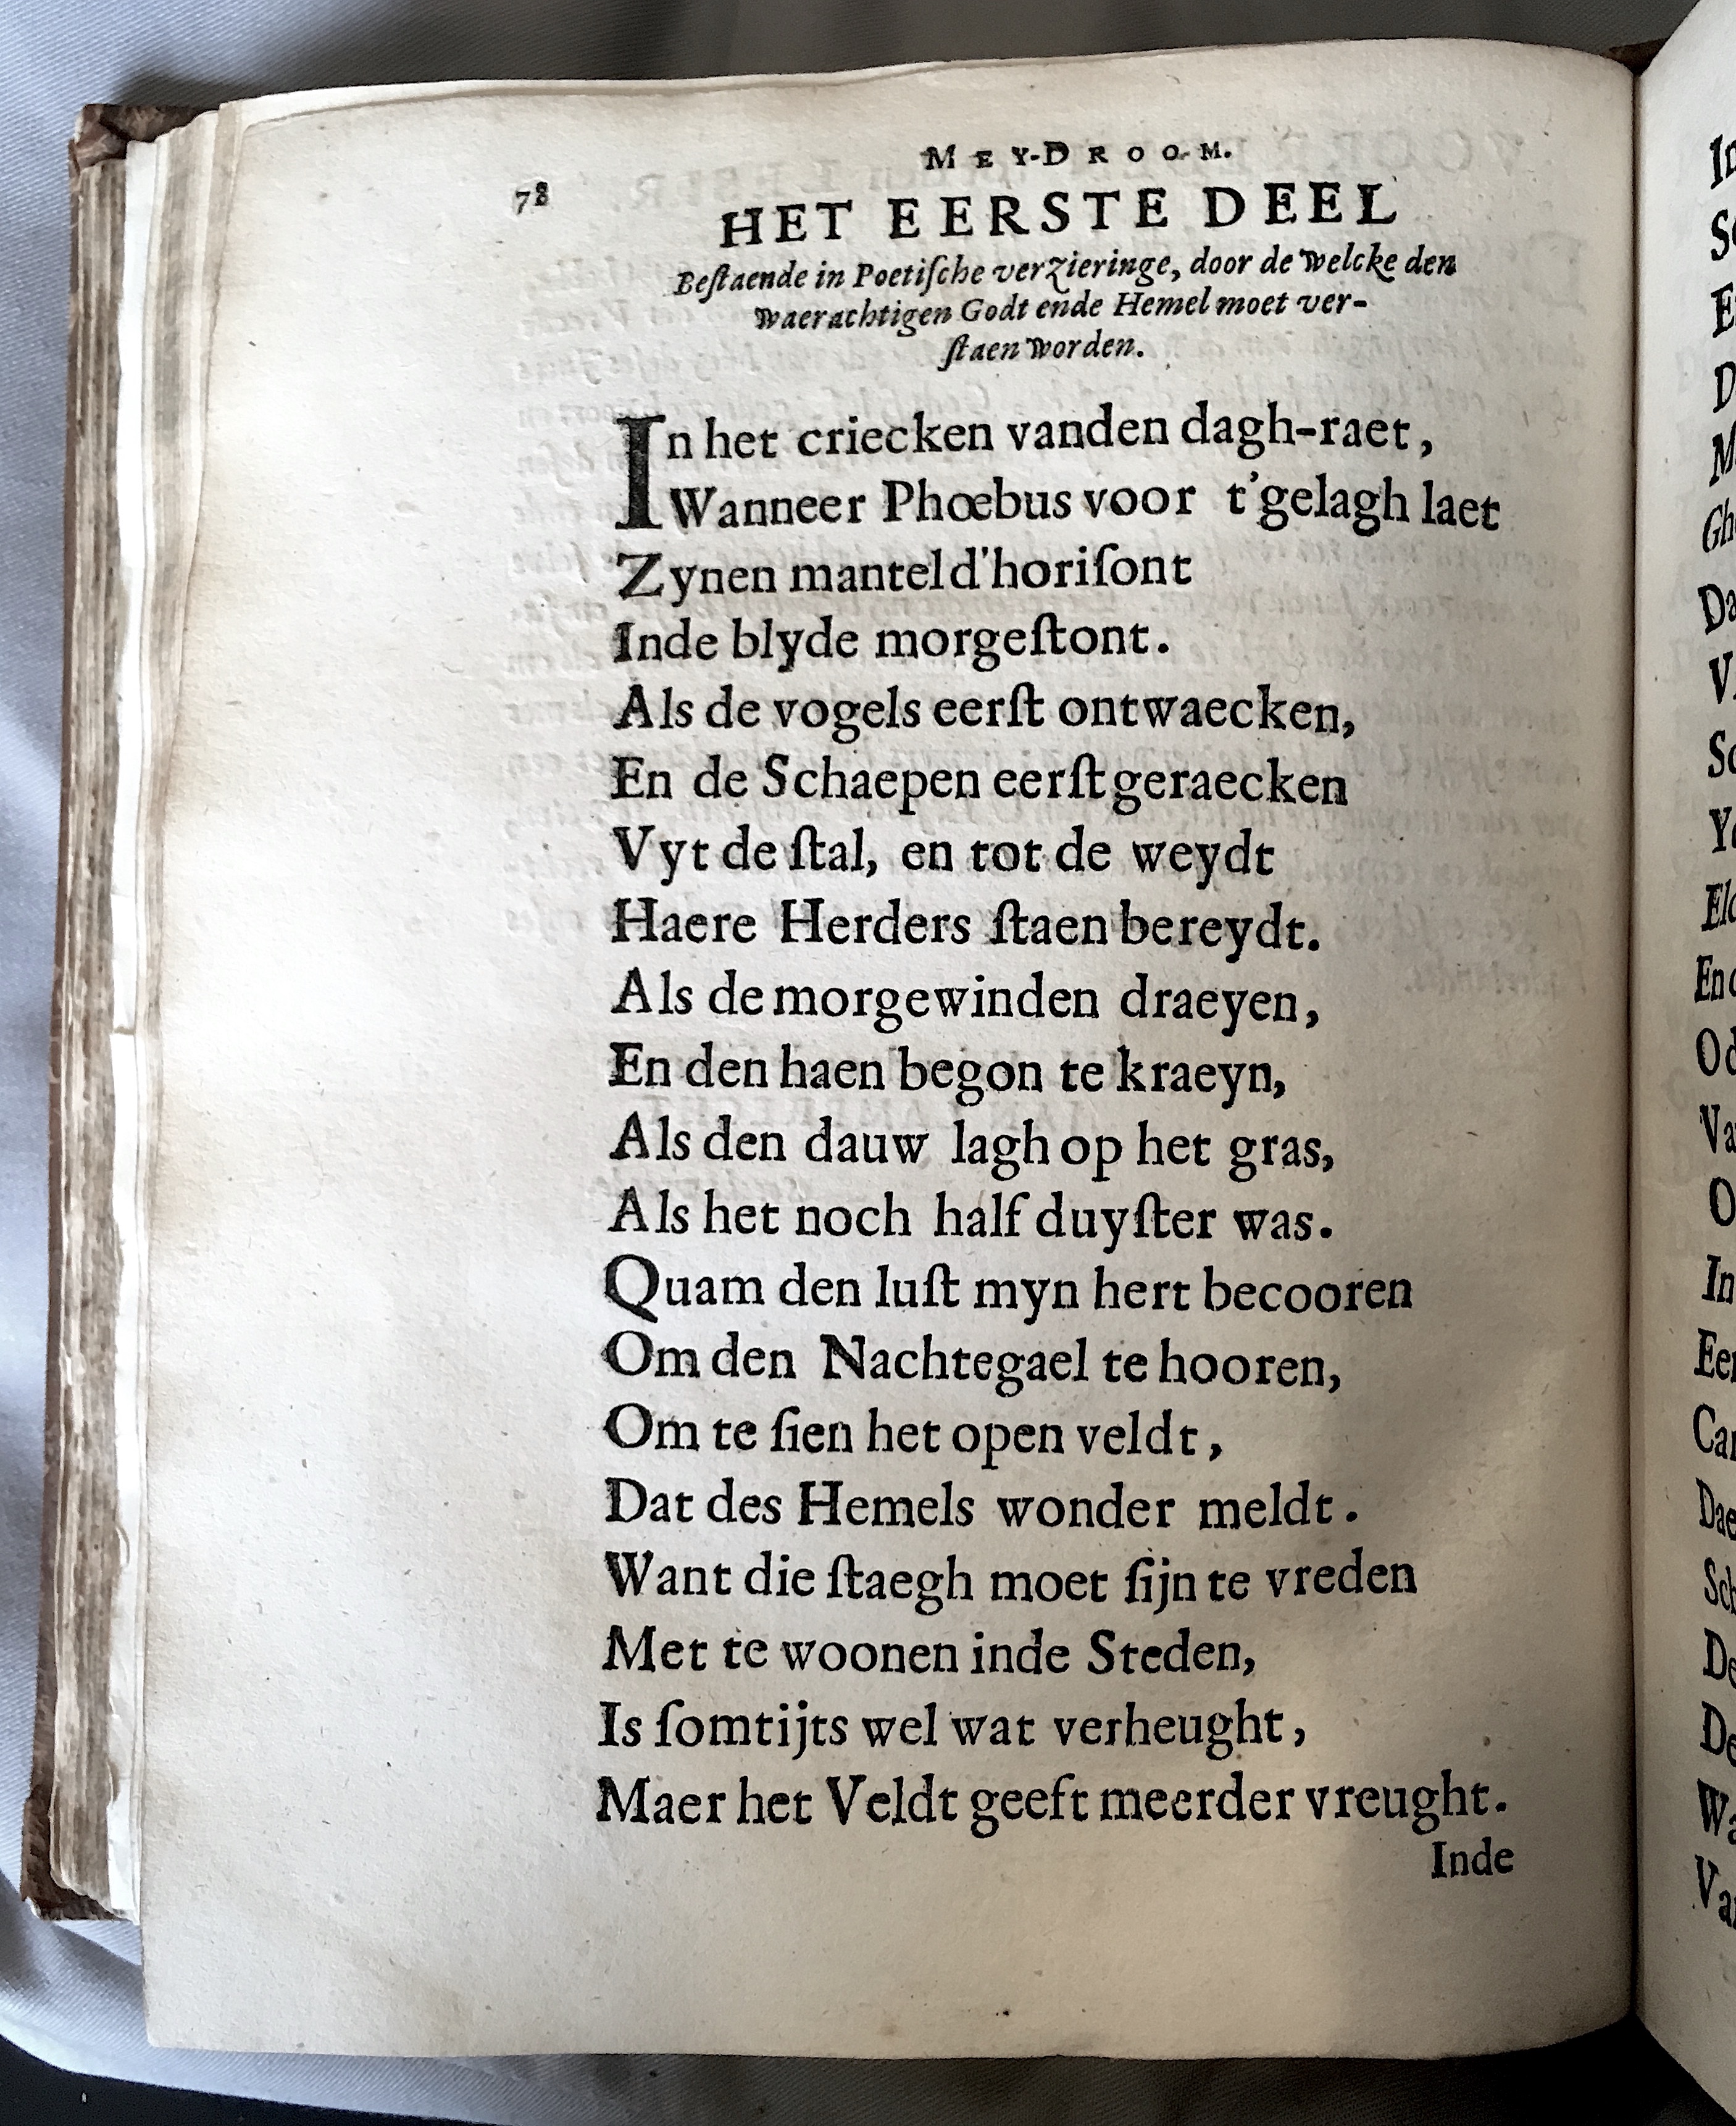 MEY-DROOM.
78
HET EERSTE DEEL
Beſtaende in Poetiſche verzieringe, door de welcke den
waerachtigen Godt ende Hemel moet ver-
ſtaen worden.
In het criecken vanden dagh-raet,
Wanneer Phœbus voor t'gelagh laet
Zynen mantel d'horiſont
Inde blyde morgeſtont.
Als de vogels eerſt ontwaecken,
En de Schaepen eerſt geraecken
Vyt de ſtal, en tot de weydt
Haere Herders ſtaen bereydt.
Als de morgewinden draeyen,
En den haen begon te kraeyn,
Als den dauw lagh op het gras,
Als het noch half duyſter was.
Quam den luſt myn hert becooren
Om den Nachtegael te hooren,
Om te ſien het open veldt,
Dat des Hemels wonder meldt.
Want die ſtaegh moet ſijn te vreden
Met te woonen inde Steden,
Is ſomtijts wel wat verheught,
Maer het Veldt geeft meerder vreught.
Inde